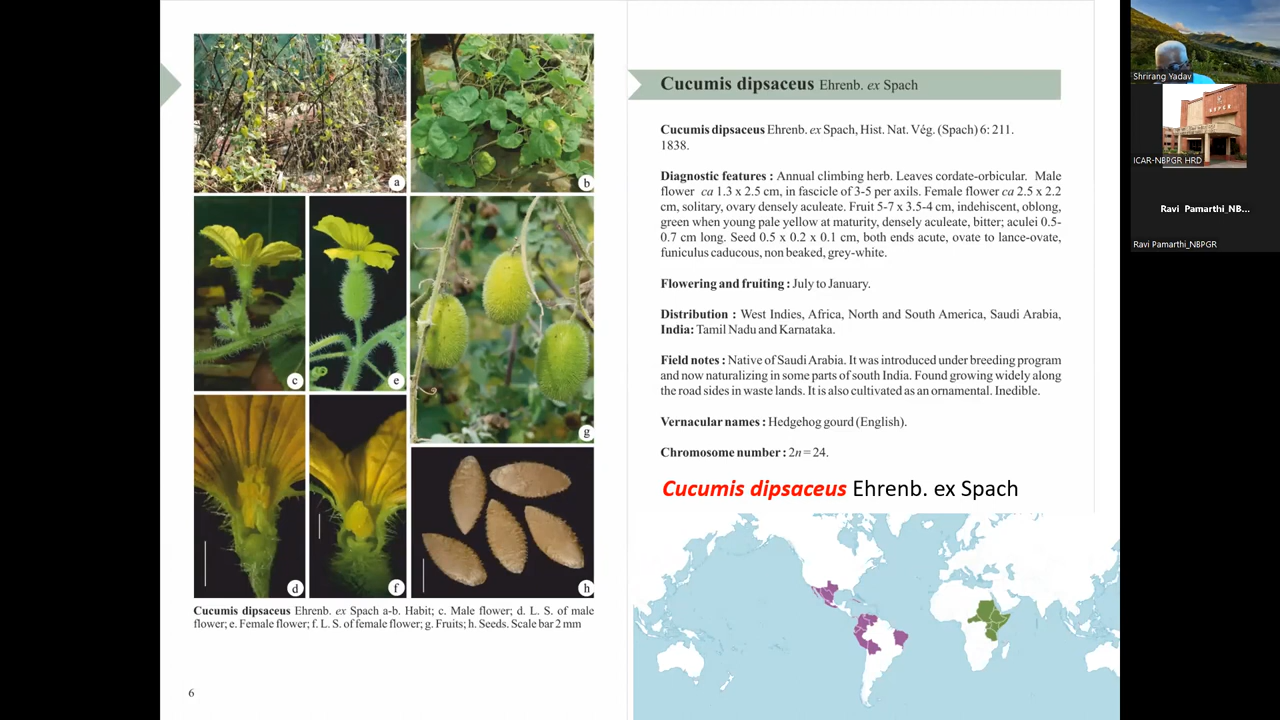 a
b
c
e
g
d
f
h
Cucumis dipsaceus Ehrenb. ex Spach a-b. Habit; c. Male flower; d. L. S. of male
flower; e. Female flower; f. L. S. of female flower; g. Fruits; h. Seeds. Scale bar 2 mm
6
Cucumis dipsaceus Ehrenb. ex Spach
Cucumis dipsaceus Ehrenb. ex Spach, Hist. Nat. Vég. (Spach) 6: 211.
1838.
Diagnostic features : Annual climbing herb. Leaves cordate-orbicular. Male
flower ca 1.3 x 2.5 cm, in fascicle of 3-5 per axils. Female flower ca 2.5 x 2.2
cm, solitary, ovary densely aculeate. Fruit 5-7 x 3.5-4 cm, indehiscent, oblong,
green when young pale yellow at maturity, densely aculeate, bitter; aculei 0.5-
0.7 cm long. Seed 0.5 x 0.2 x 0.1 cm, both ends acute, ovate to lance-ovate,
funiculus caducous, non beaked, grey-white.
Flowering and fruiting : July to January.
Distribution : West Indies, Africa, North and South America, Saudi Arabia,
India: Tamil Nadu and Karnataka.
Field notes : Native of Saudi Arabia. It was introduced under breeding program
and now naturalizing in some parts of south India. Found growing widely along
the road sides in waste lands. It is also cultivated as an ornamental. Inedible.
Vernacular names : Hedgehog gourd (English).
Chromosome number : 2n = 24.
Cucumis dipsaceus Ehrenb. ex Spach
Shrirang Yadav
ICAR-NBPGR HRD
Ravi Pamarthi_NB...
Ravi Pamarthi_NBPGR